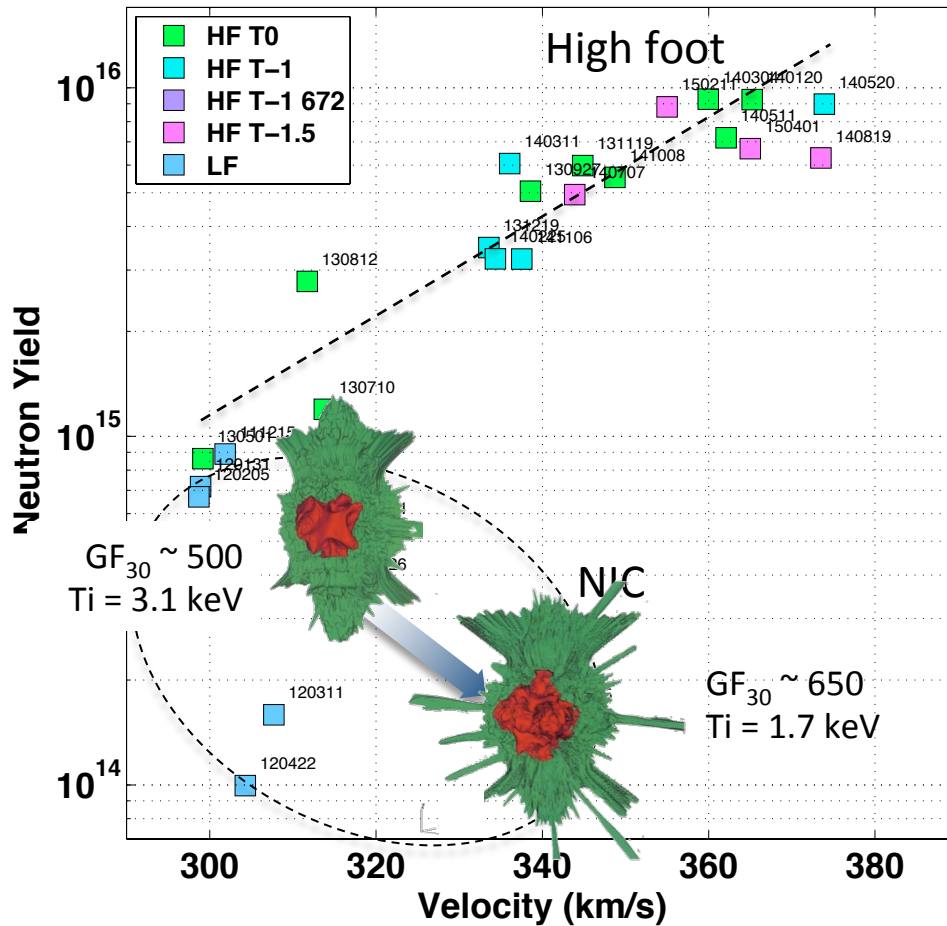 HF T0
HF T−1
HF T−1 672
HF T−1.5
LF
High foot
10^16
10^15
10^14
Neutron Yield
150211
140304
140120
140520
140511
150401
140819
140311
131119
141008
130927
140707
131219
140225
141106
130812
130710
111215
130501
120131
120205
GF30 ~ 500
Ti = 3.1 keV
26
NIC
GF30 ~ 650
Ti = 1.7 keV
120311
120422
300
320
340
360
380
Velocity (km/s)